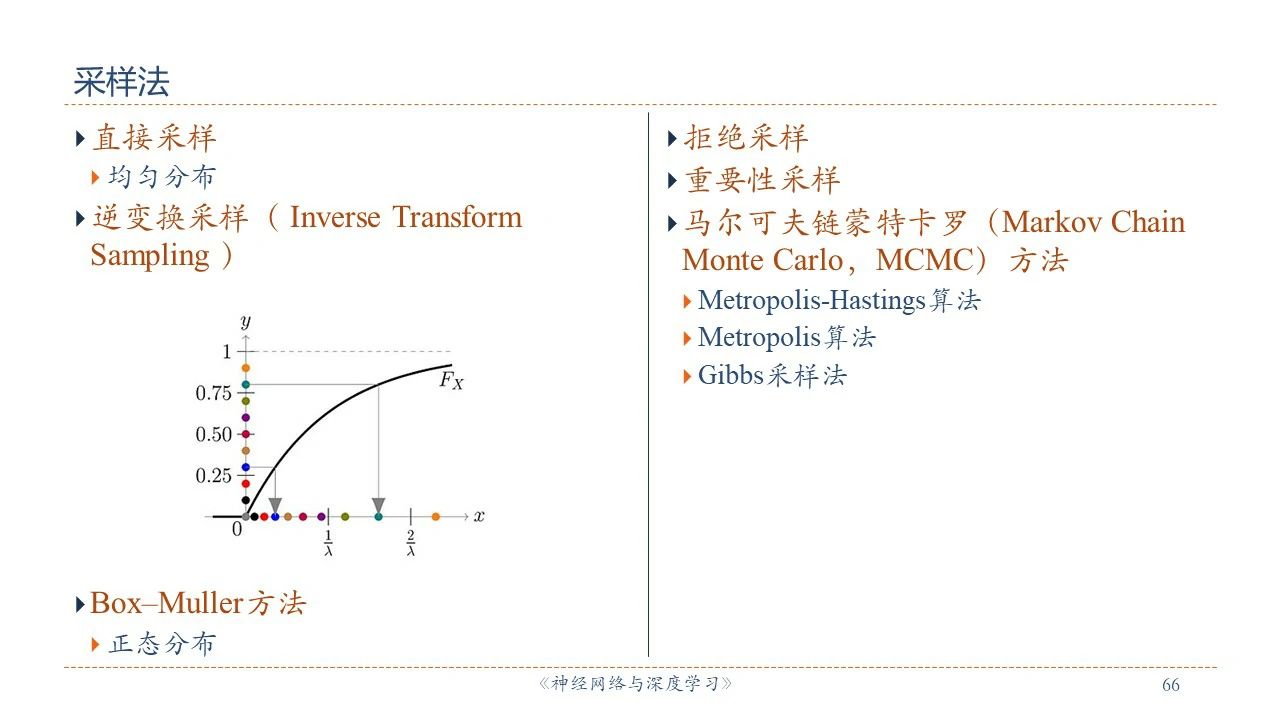 采样法
直接采样
均匀分布
逆变换采样（ Inverse Transform
Sampling ）
y
1
F_X
0.75
0.50
0.25
0
x
1/λ
2/λ
Box–Muller方法
正态分布
拒绝采样
重要性采样
马尔可夫链蒙特卡罗（Markov Chain
Monte Carlo，MCMC）方法
Metropolis-Hastings算法
Metropolis算法
Gibbs采样法
《神经网络与深度学习》
66